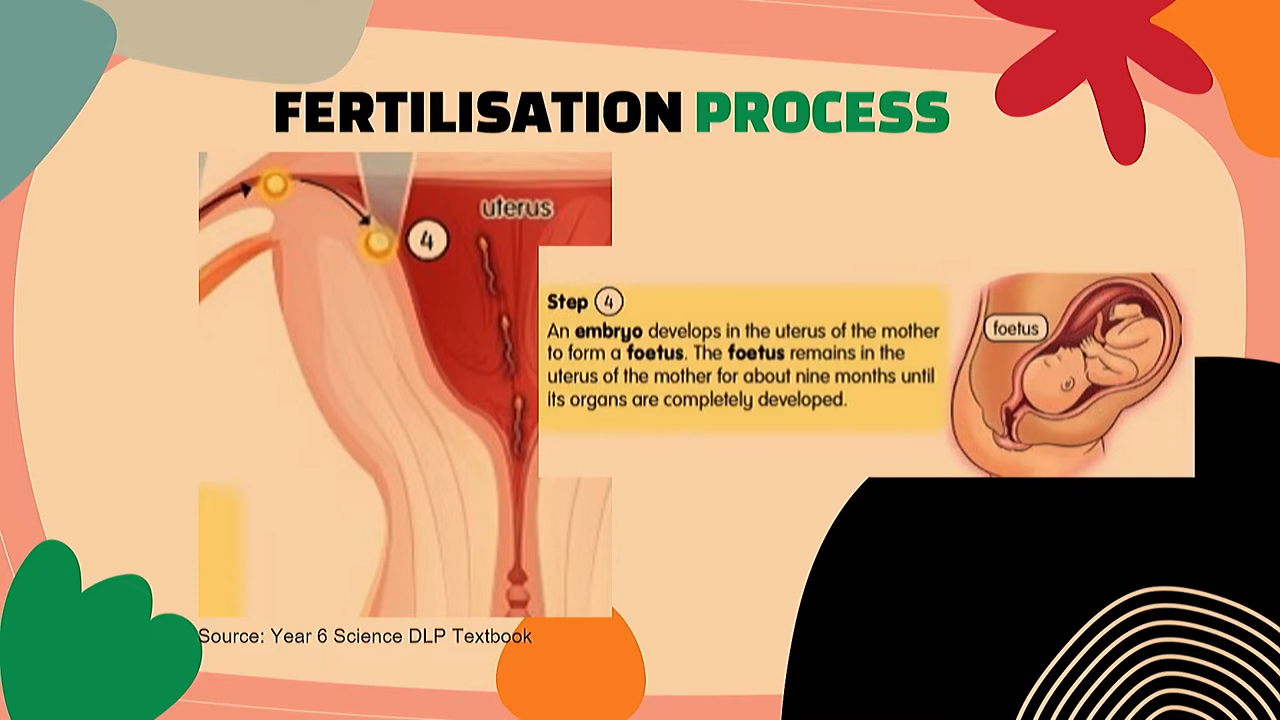 FERTILISATION PROCESS
uterus
4
Step 4
An embryo develops in the uterus of the mother
to form a foetus. The foetus remains in the
uterus of the mother for about nine months until
its organs are completely developed.
foetus
Source: Year 6 Science DLP Textbook